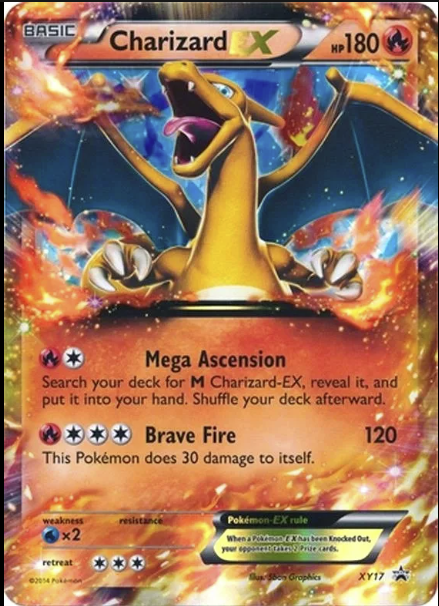 BASIC Charizard EX HP180
Mega Ascension
Search your deck for M Charizard-EX, reveal it, and
put it into your hand. Shuffle your deck afterward.
Brave Fire 120
This Pokémon does 30 damage to itself.
weakness resistance
×2
retreat
Pokémon-EX rule
When a Pokémon-EX has been Knocked Out,
your opponent takes 2 Prize cards.
©2014 Pokémon Illus. 5ban Graphics XY17